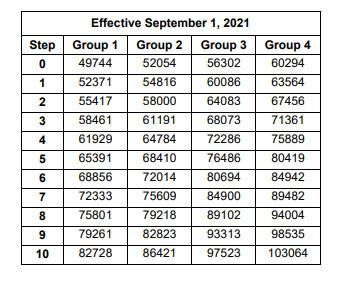 Effective September 1, 2021
Step Group 1 Group 2 Group 3 Group 4
0 49744 52054 56302 60294
1 52371 54816 60086 63564
2 55417 58000 64083 67456
3 58461 61191 68073 71361
4 61929 64784 72286 75889
5 65391 68410 76486 80419
6 68856 72014 80694 84942
7 72333 75609 84900 89482
8 75801 79218 89102 94004
9 79261 82823 93313 98535
10 82728 86421 97523 103064